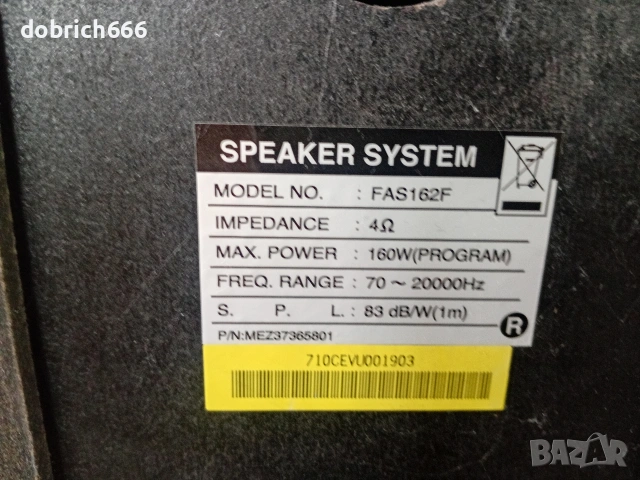 dobrich666
SPEAKER SYSTEM
MODEL NO. : FAS162F
IMPEDANCE : 4Ω
MAX. POWER : 160W(PROGRAM)
FREQ. RANGE : 70 ~ 20000Hz
S. P. L. : 83 dB/W(1m)
P/N:MEZ37365801
R
710CEVU001903
BAZAR